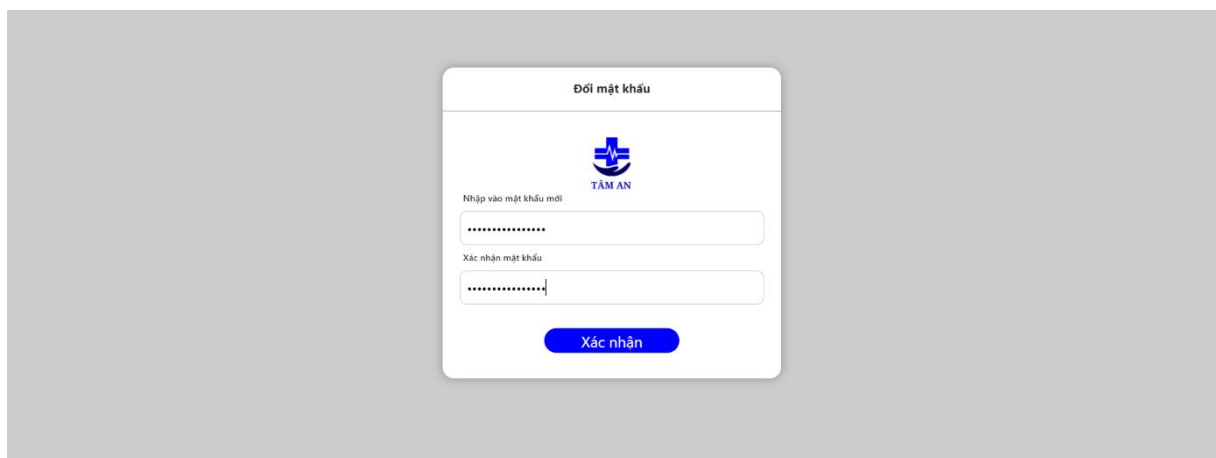 Đổi mật khẩu
TÂM AN
Nhập vào mật khẩu mới
••••••••••••••••
Xác nhận mật khẩu
••••••••••••••••
Xác nhận